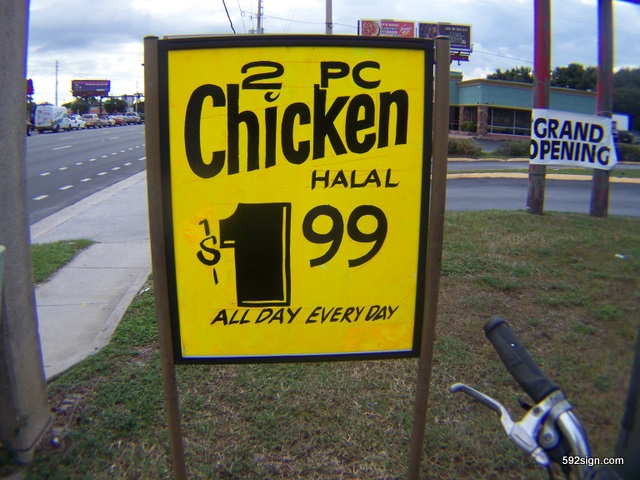 2 PC
Chicken
HALAL
$1 99
ALL DAY EVERY DAY
GRAND
OPENING
592sign.com